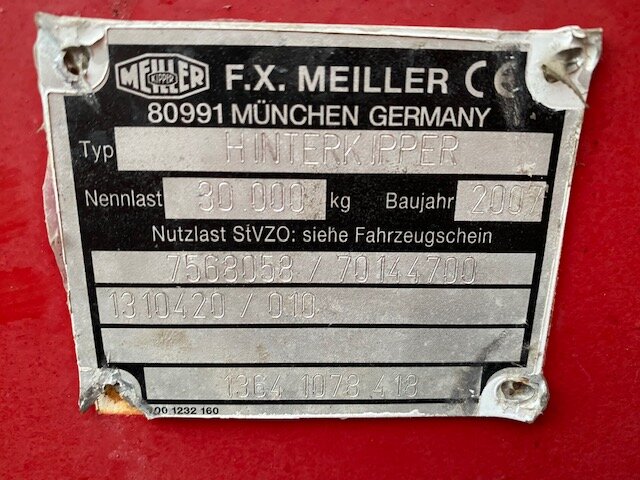 MEILLER KIPPER F.X. MEILLER CE
80991 MÜNCHEN GERMANY
Typ HINTERKIPPER
Nennlast 30 000 kg Baujahr 2007
Nutzlast StVZO: siehe Fahrzeugschein
7568058 / 70144700
1310420 / 010
1364 1078 418
00 1232 160